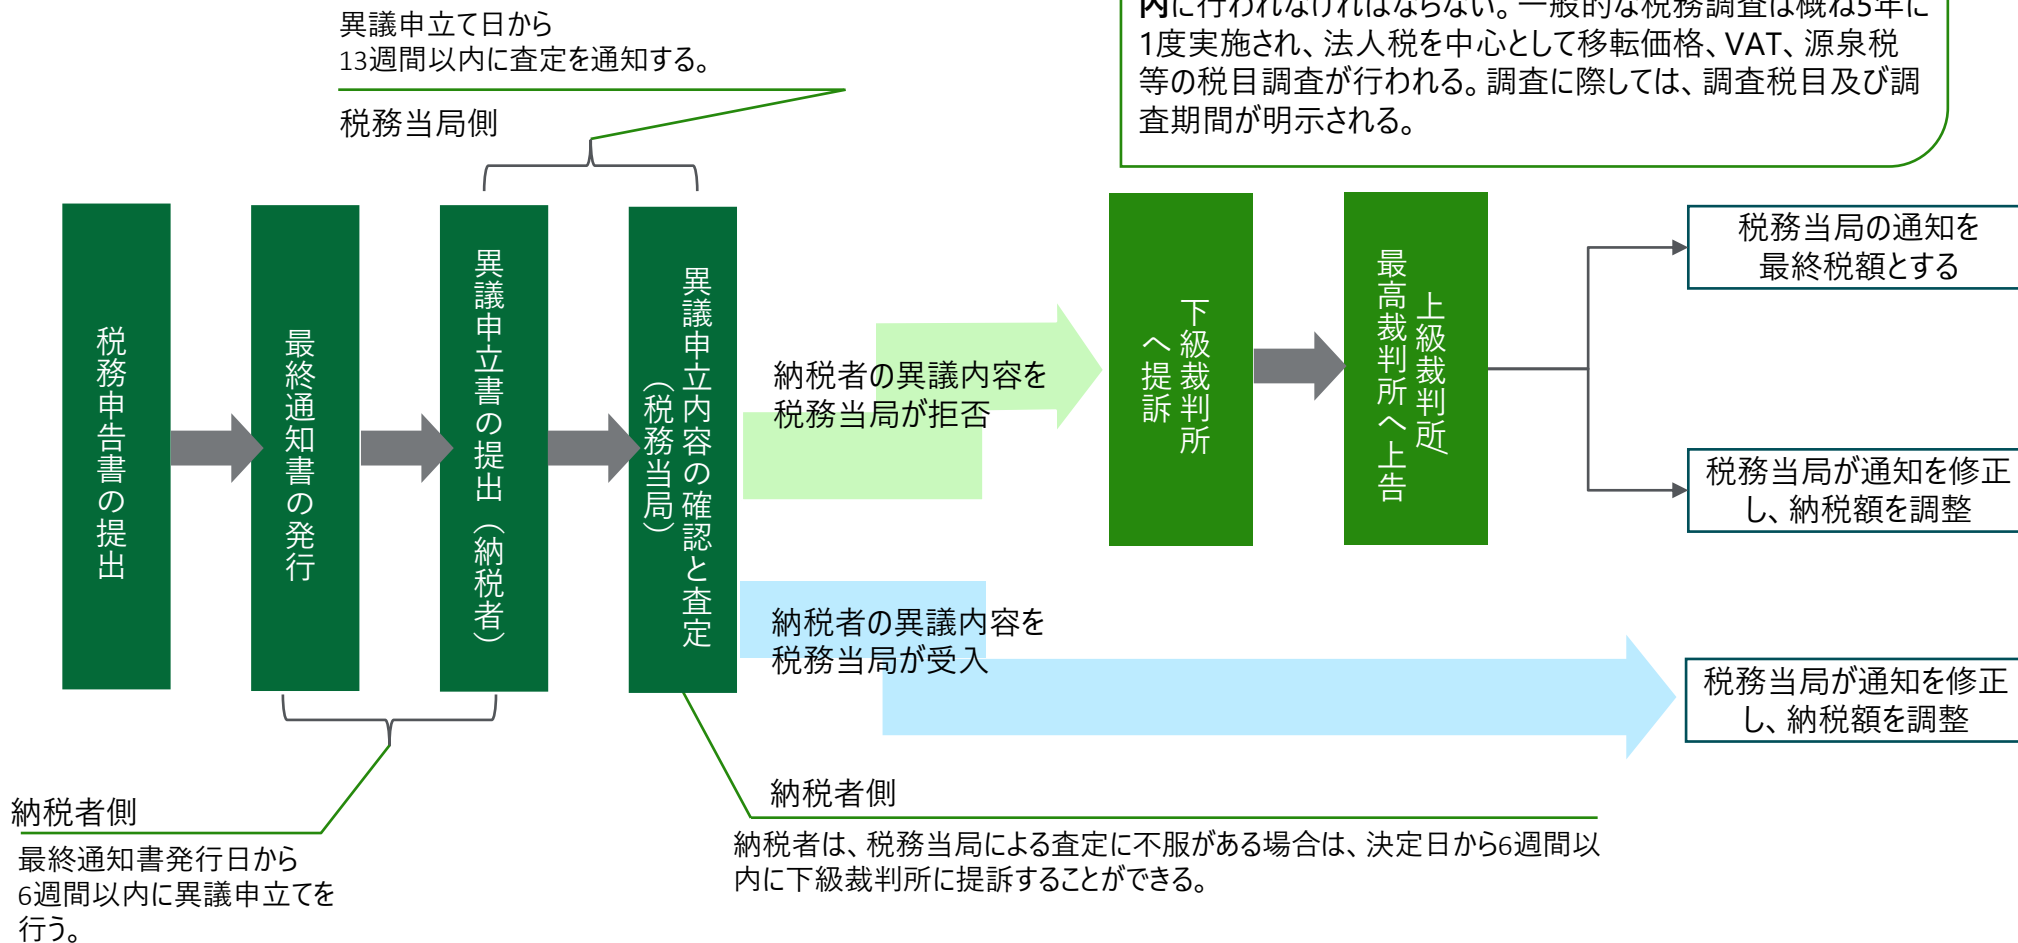 異議申立て日から
13週間以内に査定を通知する。
税務当局側
内に行われなければならない。一般的な税務調査は概ね5年に
1度実施され、法人税を中心として移転価格、VAT、源泉税
等の税目調査が行われる。調査に際しては、調査税目及び調
査期間が明示される。
税務申告書の提出
最終通知書の発行
異議申立書の提出（納税者）
異議申立内容の確認と査定
（税務当局）
納税者の異議内容を
税務当局が拒否
下級裁判所
へ提訴
上級裁判所/
最高裁判所へ上告
税務当局の通知を
最終税額とする
税務当局が通知を修正
し、納税額を調整
納税者の異議内容を
税務当局が受入
税務当局が通知を修正
し、納税額を調整
納税者側
最終通知書発行日から
6週間以内に異議申立てを
行う。
納税者側
納税者は、税務当局による査定に不服がある場合は、決定日から6週間以
内に下級裁判所に提訴することができる。